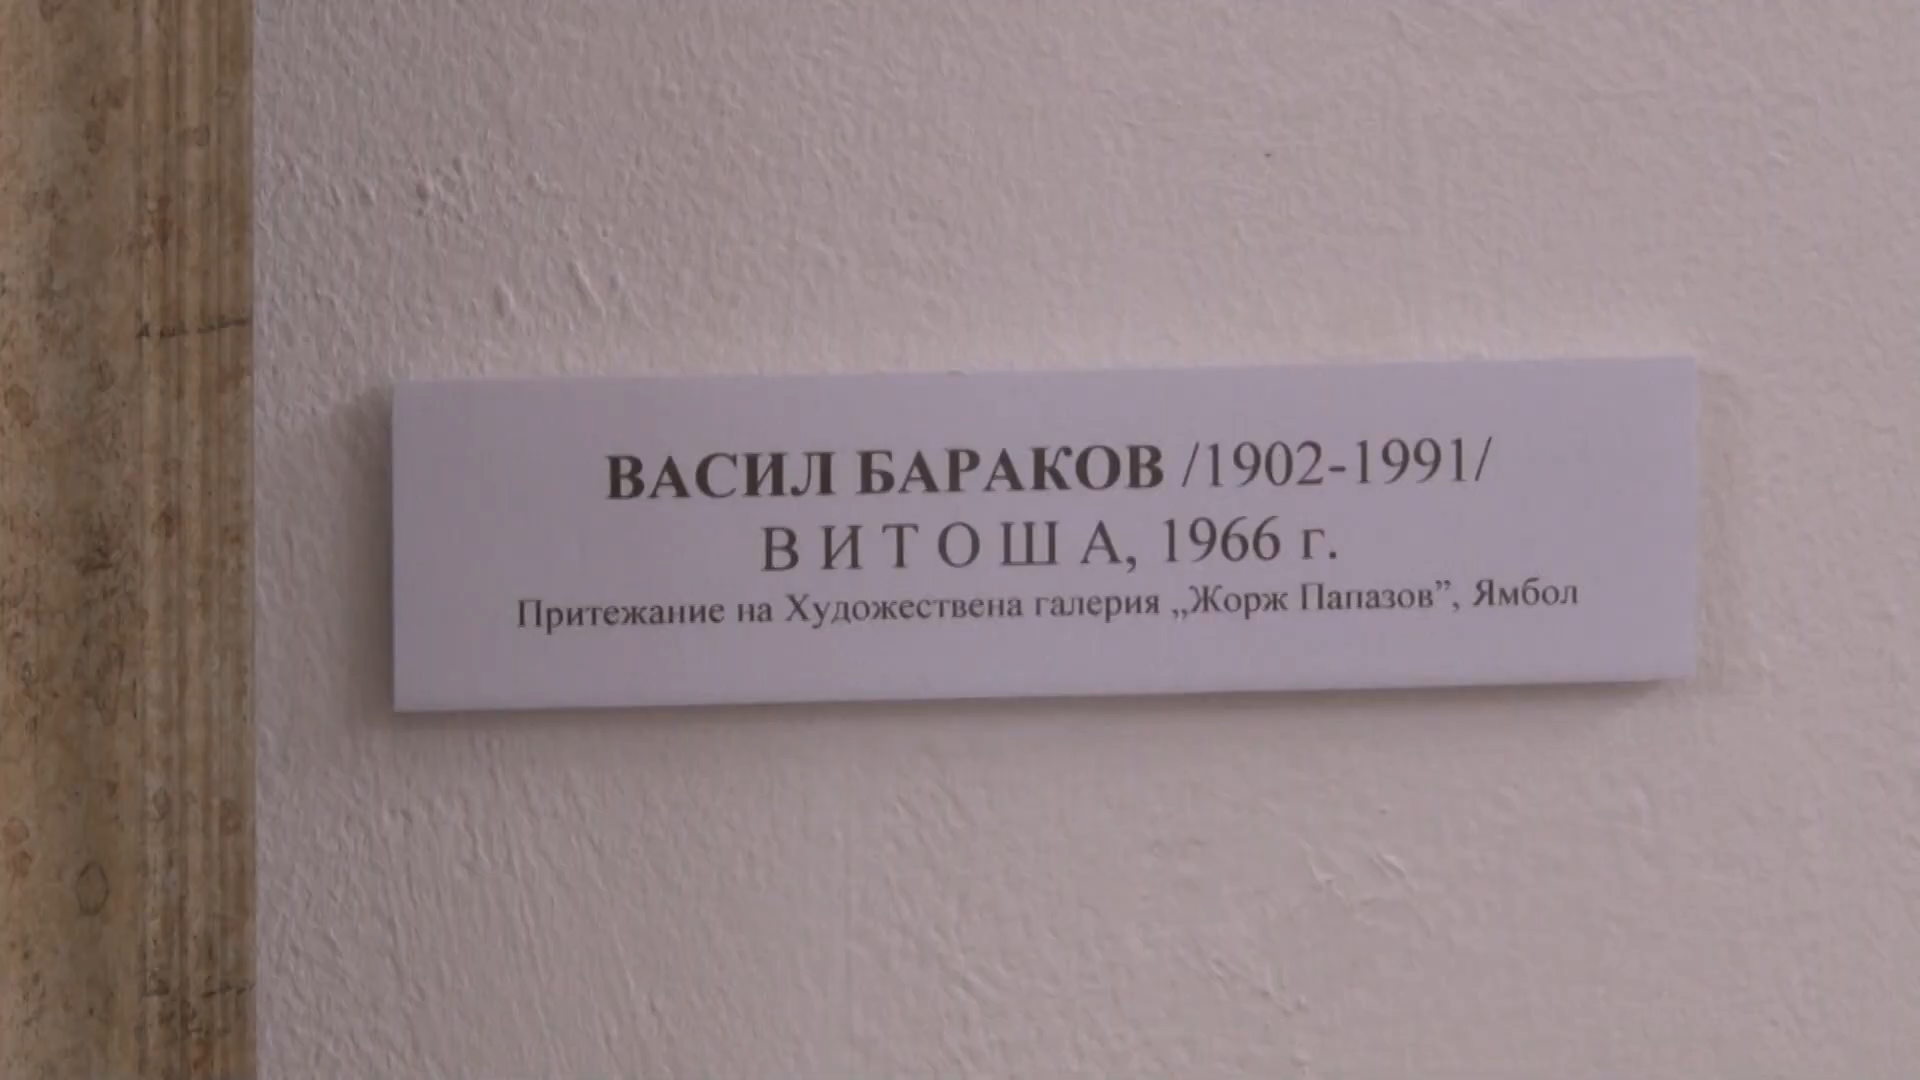 ВАСИЛ БАРАКОВ /1902-1991/
В И Т О Ш А, 1966 г.
Притежание на Художествена галерия „Жорж Папазов”, Ямбол